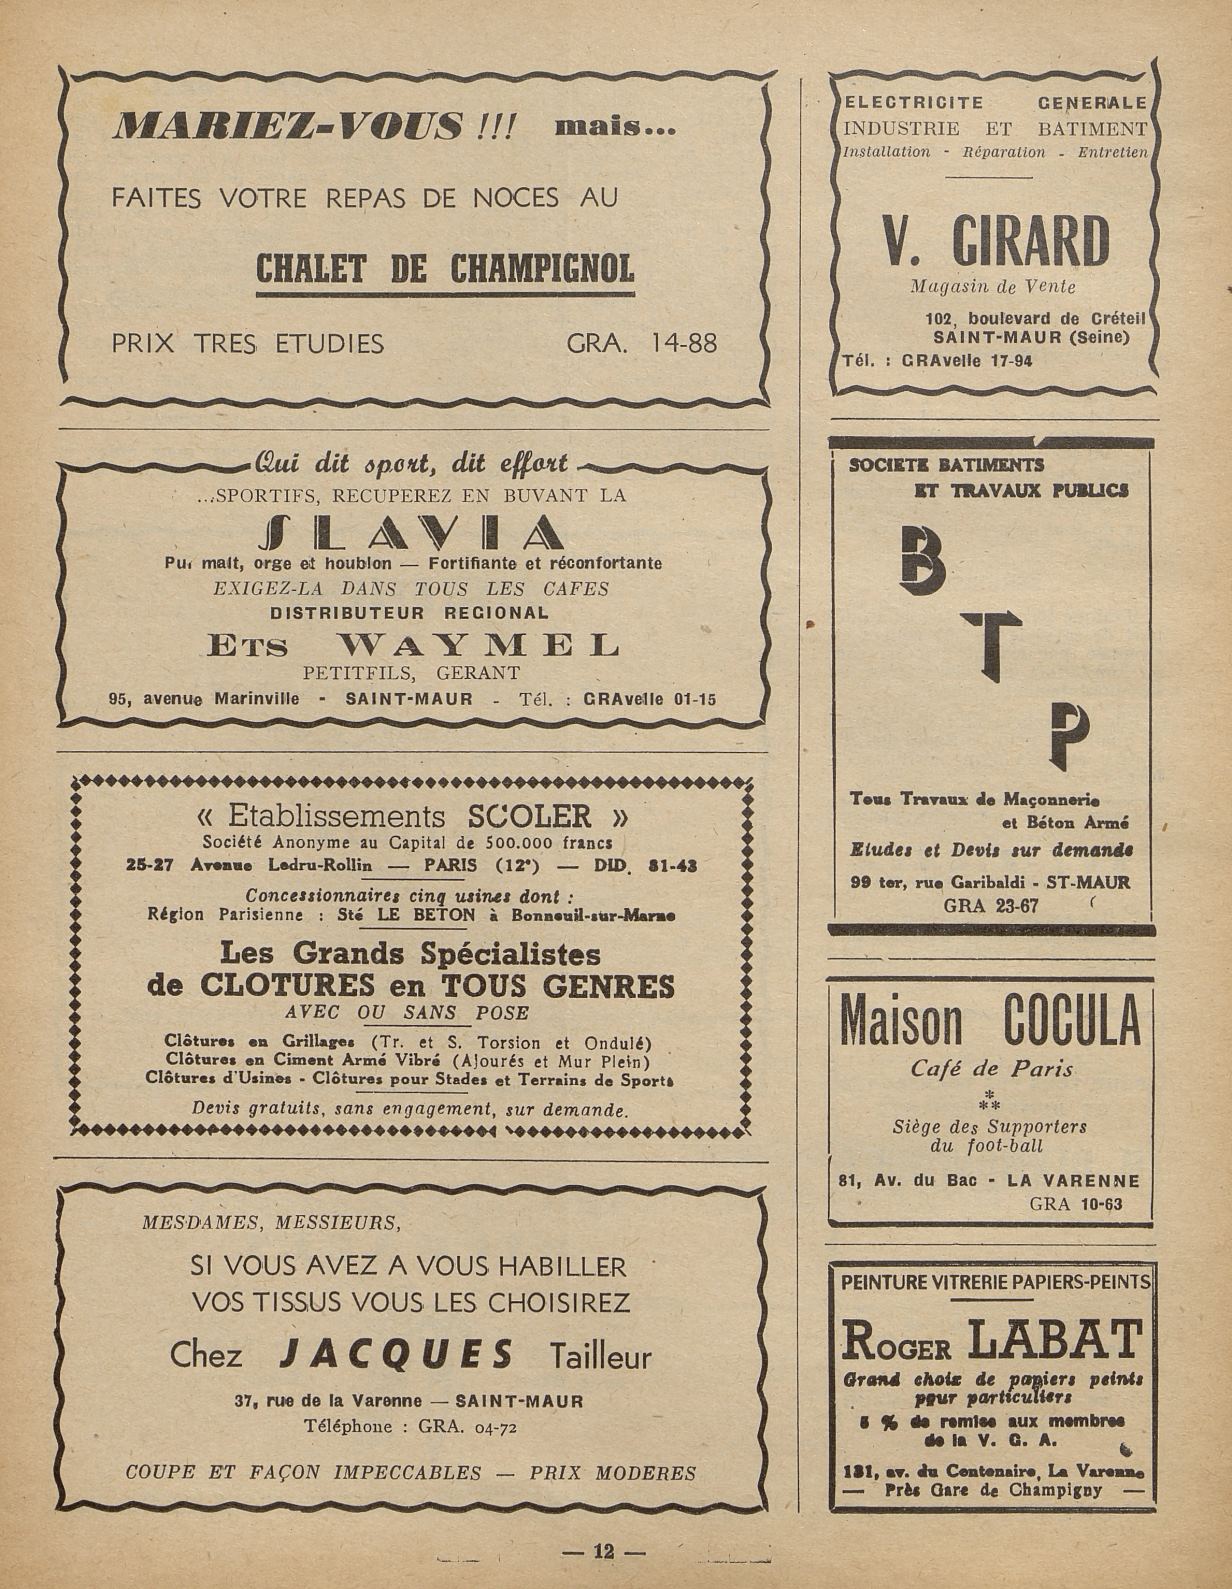 MARIEZ-VOUS !!! mais...
FAITES VOTRE REPAS DE NOCES AU
CHALET DE CHAMPIGNOL
PRIX TRES ETUDIES GRA. 14-88
Qui dit sport, dit effort
...SPORTIFS, RECUPEREZ EN BUVANT LA
SLAVIA
Pur malt, orge et houblon — Fortifiante et réconfortante
EXIGEZ-LA DANS TOUS LES CAFES
DISTRIBUTEUR REGIONAL
ETS WAYMEL
PETITFILS, GERANT
95, avenue Marinville - SAINT-MAUR - Tél. : GRAvelle 01-15
« Etablissements SCOLER »
Société Anonyme au Capital de 500.000 francs
25-27 Avenue Ledru-Rollin — PARIS (12e) — DID. 81-43
Concessionnaires cinq usines dont :
Région Parisienne : Sté LE BETON à Bonneuil-sur-Marne
Les Grands Spécialistes
de CLOTURES en TOUS GENRES
AVEC OU SANS POSE
Clôtures en Grillages (Tr. et S. Torsion et Ondulé)
Clôtures en Ciment Armé Vibré (Ajourés et Mur Plein)
Clôtures d'Usines - Clôtures pour Stades et Terrains de Sports
Devis gratuits, sans engagement, sur demande.
MESDAMES, MESSIEURS,
SI VOUS AVEZ A VOUS HABILLER
VOS TISSUS VOUS LES CHOISIREZ
Chez JACQUES Tailleur
37, rue de la Varenne — SAINT-MAUR
Téléphone : GRA. 04-72
COUPE ET FAÇON IMPECCABLES — PRIX MODERES
ELECTRICITE GENERALE
INDUSTRIE ET BATIMENT
Installation - Réparation - Entretien
V. GIRARD
Magasin de Vente
102, boulevard de Créteil
SAINT-MAUR (Seine)
Tél. : GRAvelle 17-94
SOCIETE BATIMENTS
ET TRAVAUX PUBLICS
B
T
P
Tous Travaux de Maçonnerie
et Béton Armé
Etudes et Devis sur demande
99 ter, rue Garibaldi - ST-MAUR
GRA 23-67
Maison COCULA
Café de Paris
*
**
Siège des Supporters
du foot-ball
81, Av. du Bac - LA VARENNE
GRA 10-63
PEINTURE VITRERIE PAPIERS-PEINTS
ROGER LABAT
Grand choix de papiers peints
pour particuliers
5 % de remise aux membres
de la V. G. A.
131, av. du Centenaire, La Varenne
— Près Gare de Champigny —
— 12 —